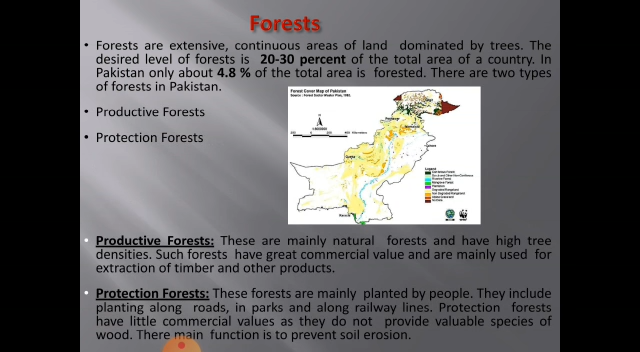 Forests
• Forests are extensive, continuous areas of land dominated by trees. The
desired level of forests is 20-30 percent of the total area of a country. In
Pakistan only about 4.8 % of the total area is forested. There are two types
of forests in Pakistan.
• Productive Forests
• Protection Forests
Forest Cover Map of Pakistan
• Productive Forests: These are mainly natural forests and have high tree
densities. Such forests have great commercial value and are mainly used for
extraction of timber and other products.
• Protection Forests: These forests are mainly planted by people. They include
planting along roads, in parks and along railway lines. Protection forests
have little commercial values as they do not provide valuable species of
wood. There main function is to prevent soil erosion.